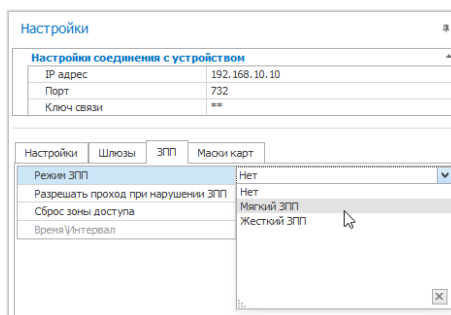 Настройки
Настройки соединения с устройством
IP адрес 192.168.10.10
Порт 732
Ключ связи **
Настройки Шлюзы ЗПП Маски карт
Режим ЗПП Нет
Разрешать проход при нарушении ЗПП Нет
Сброс зоны доступа Мягкий ЗПП
Время\Интервал Жесткий ЗПП